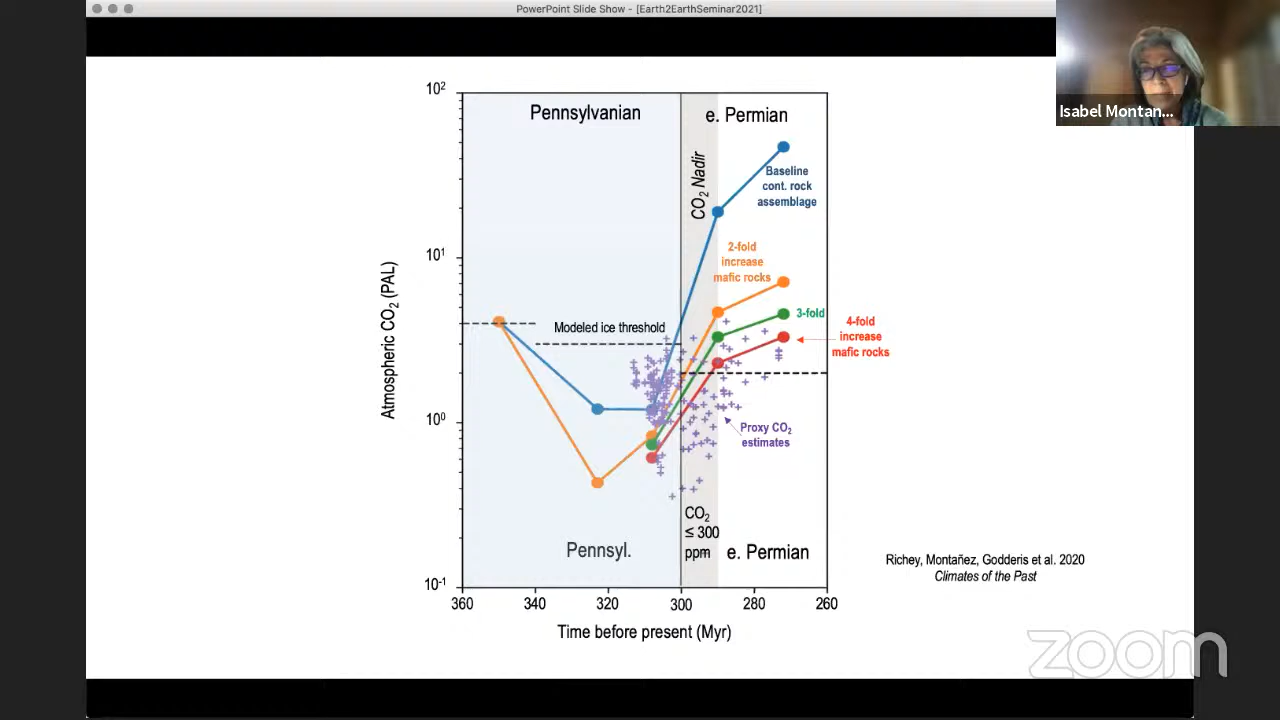 PowerPoint Slide Show - [Earth2EarthSeminar2021]
Isabel Montan...
10²
10¹
10⁰
10⁻¹
Atmospheric CO₂ (PAL)
Pennsylvanian
e. Permian
CO₂ Nadir
Baseline
cont. rock
assemblage
2-fold
increase
mafic rocks
3-fold
4-fold
increase
mafic rocks
Modeled ice threshold
Proxy CO₂
estimates
CO₂
≤ 300
ppm
Pennsyl.
e. Permian
360 340 320 300 280 260
Time before present (Myr)
Richey, Montañez, Godderis et al. 2020
Climates of the Past
zoom